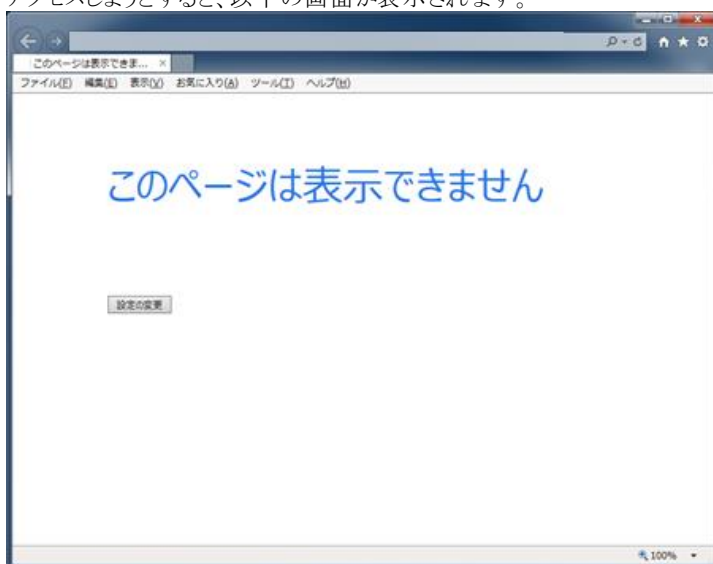 アクセスしようとすると、以下の画面が表示されます。
このページは表示できま... ×
ファイル(F) 編集(E) 表示(V) お気に入り(A) ツール(T) ヘルプ(H)
このページは表示できません
設定の変更
100%